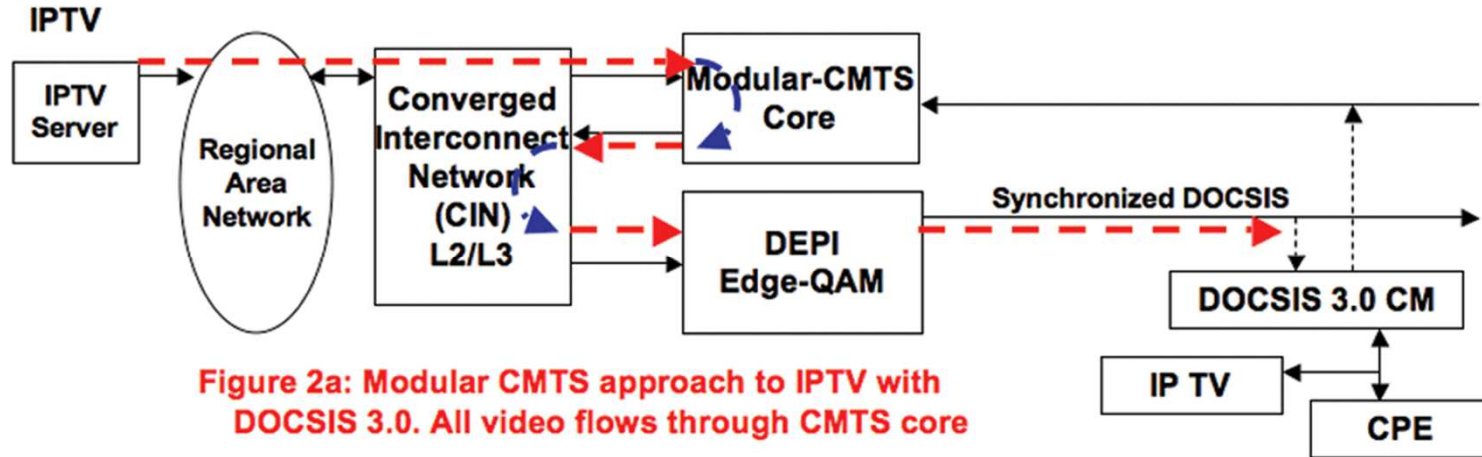 IPTV
IPTV
Server
Regional
Area
Network
Converged
Interconnect
Network
(CIN)
L2/L3
Modular-CMTS
Core
DEPI
Edge-QAM
Synchronized DOCSIS
DOCSIS 3.0 CM
IP TV
CPE
Figure 2a: Modular CMTS approach to IPTV with
DOCSIS 3.0. All video flows through CMTS core